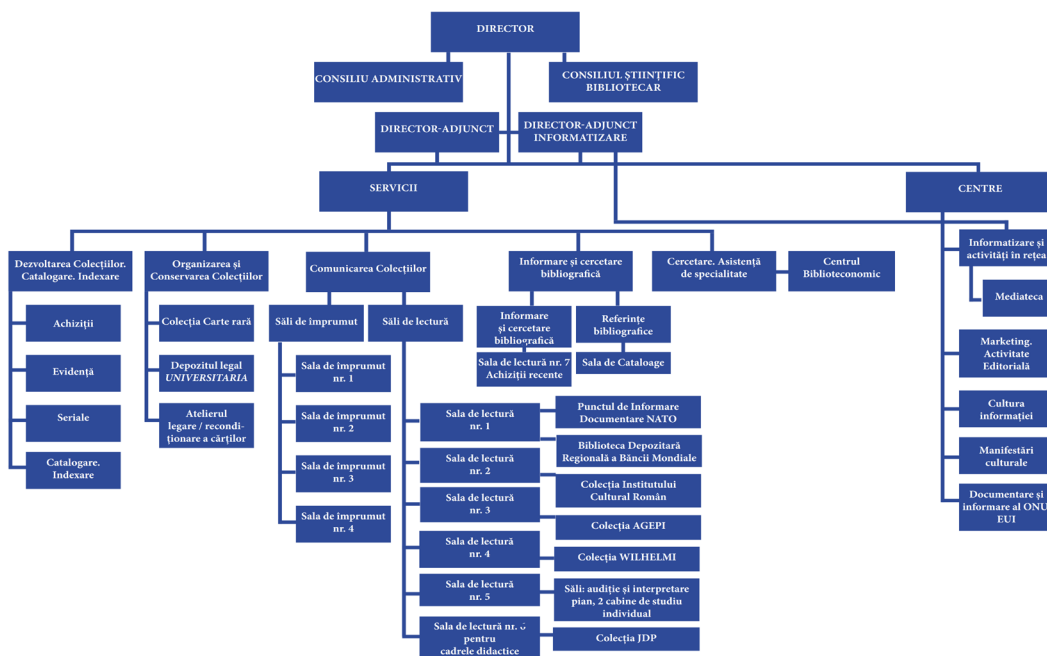 DIRECTOR
CONSILIU ADMINISTRATIV
CONSILIUL ȘTIINȚIFIC
BIBLIOTECAR
DIRECTOR-ADJUNCT
DIRECTOR-ADJUNCT
INFORMATIZARE
SERVICII
CENTRE
Dezvoltarea Colecțiilor.
Catalogare. Indexare
Achiziții
Evidență
Seriale
Catalogare.
Indexare
Organizarea și
Conservarea Colecțiilor
Colecția Carte rară
Depozitul legal
UNIVERSITARIA
Atelierul
legare / recondi-
ționare a cărților
Comunicarea Colecțiilor
Săli de împrumut
Sala de împrumut
nr. 1
Sala de împrumut
nr. 2
Sala de împrumut
nr. 3
Sala de împrumut
nr. 4
Săli de lectură
Sala de lectură
nr. 1
Punctul de Informare
Documentare NATO
Biblioteca Depozitară
Regională a Băncii Mondiale
Sala de lectură
nr. 2
Colecția Institutului
Cultural Român
Sala de lectură
nr. 3
Colecția AGEPI
Sala de lectură
nr. 4
Colecția WILHELMI
Sala de lectură
nr. 5
Săli: audiție și interpretare
pian, 2 cabine de studiu
individual
Sala de lectură nr.
pentru
cadrele didactice
Colecția JDP
Informare și cercetare
bibliografică
Informare
și cercetare
bibliografică
Sala de lectură nr. 7
Achiziții recente
Referințe
bibliografice
Sala de Cataloage
Cercetare. Asistență
de specialitate
Centrul
Biblioteconomic
Informatizare și
activități în rețea
Mediateca
Marketing.
Activitate
Editorială
Cultura
informației
Manifestări
culturale
Documentare și
informare al ONU
EUI